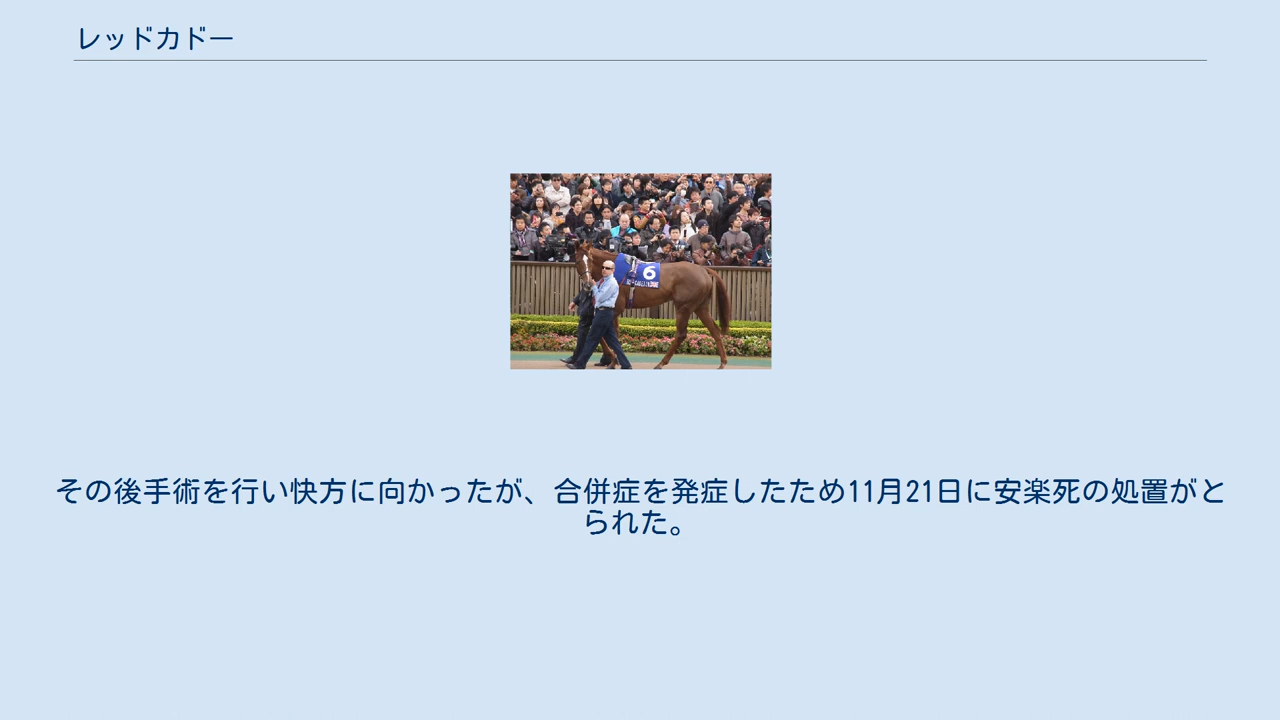 レッドカドー
6
その後手術を行い快方に向かったが、合併症を発症したため11月21日に安楽死の処置がと
られた。